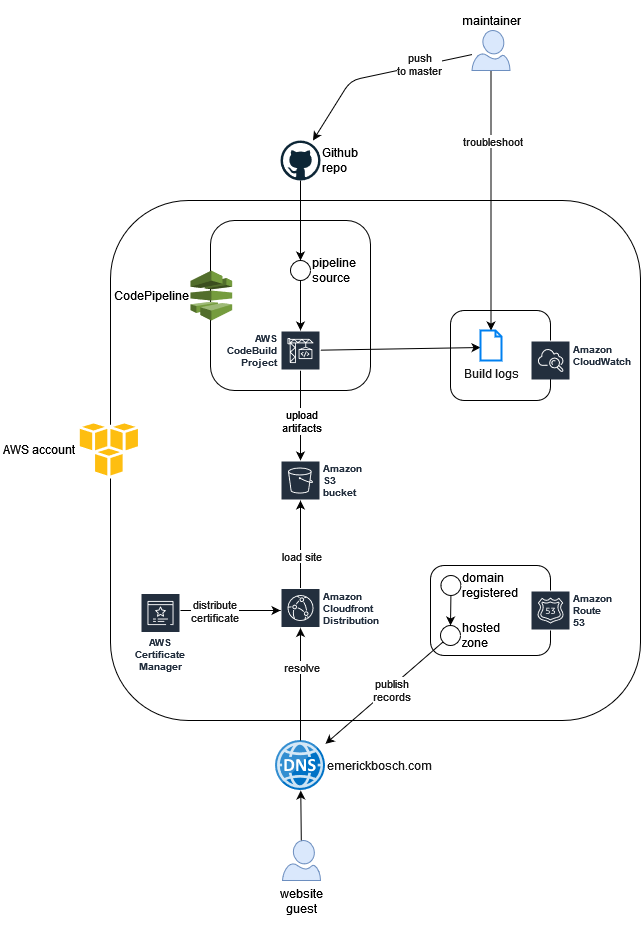 maintainer
push
to master
troubleshoot
Github
repo
pipeline
source
CodePipeline
AWS
CodeBuild
Project
Build logs
Amazon
CloudWatch
upload
artifacts
AWS account
Amazon
S3
bucket
load site
distribute
certificate
Amazon
Cloudfront
Distribution
AWS
Certificate
Manager
domain
registered
hosted
zone
53
Amazon
Route
53
resolve
publish
records
DNS
emerickbosch.com
website
guest